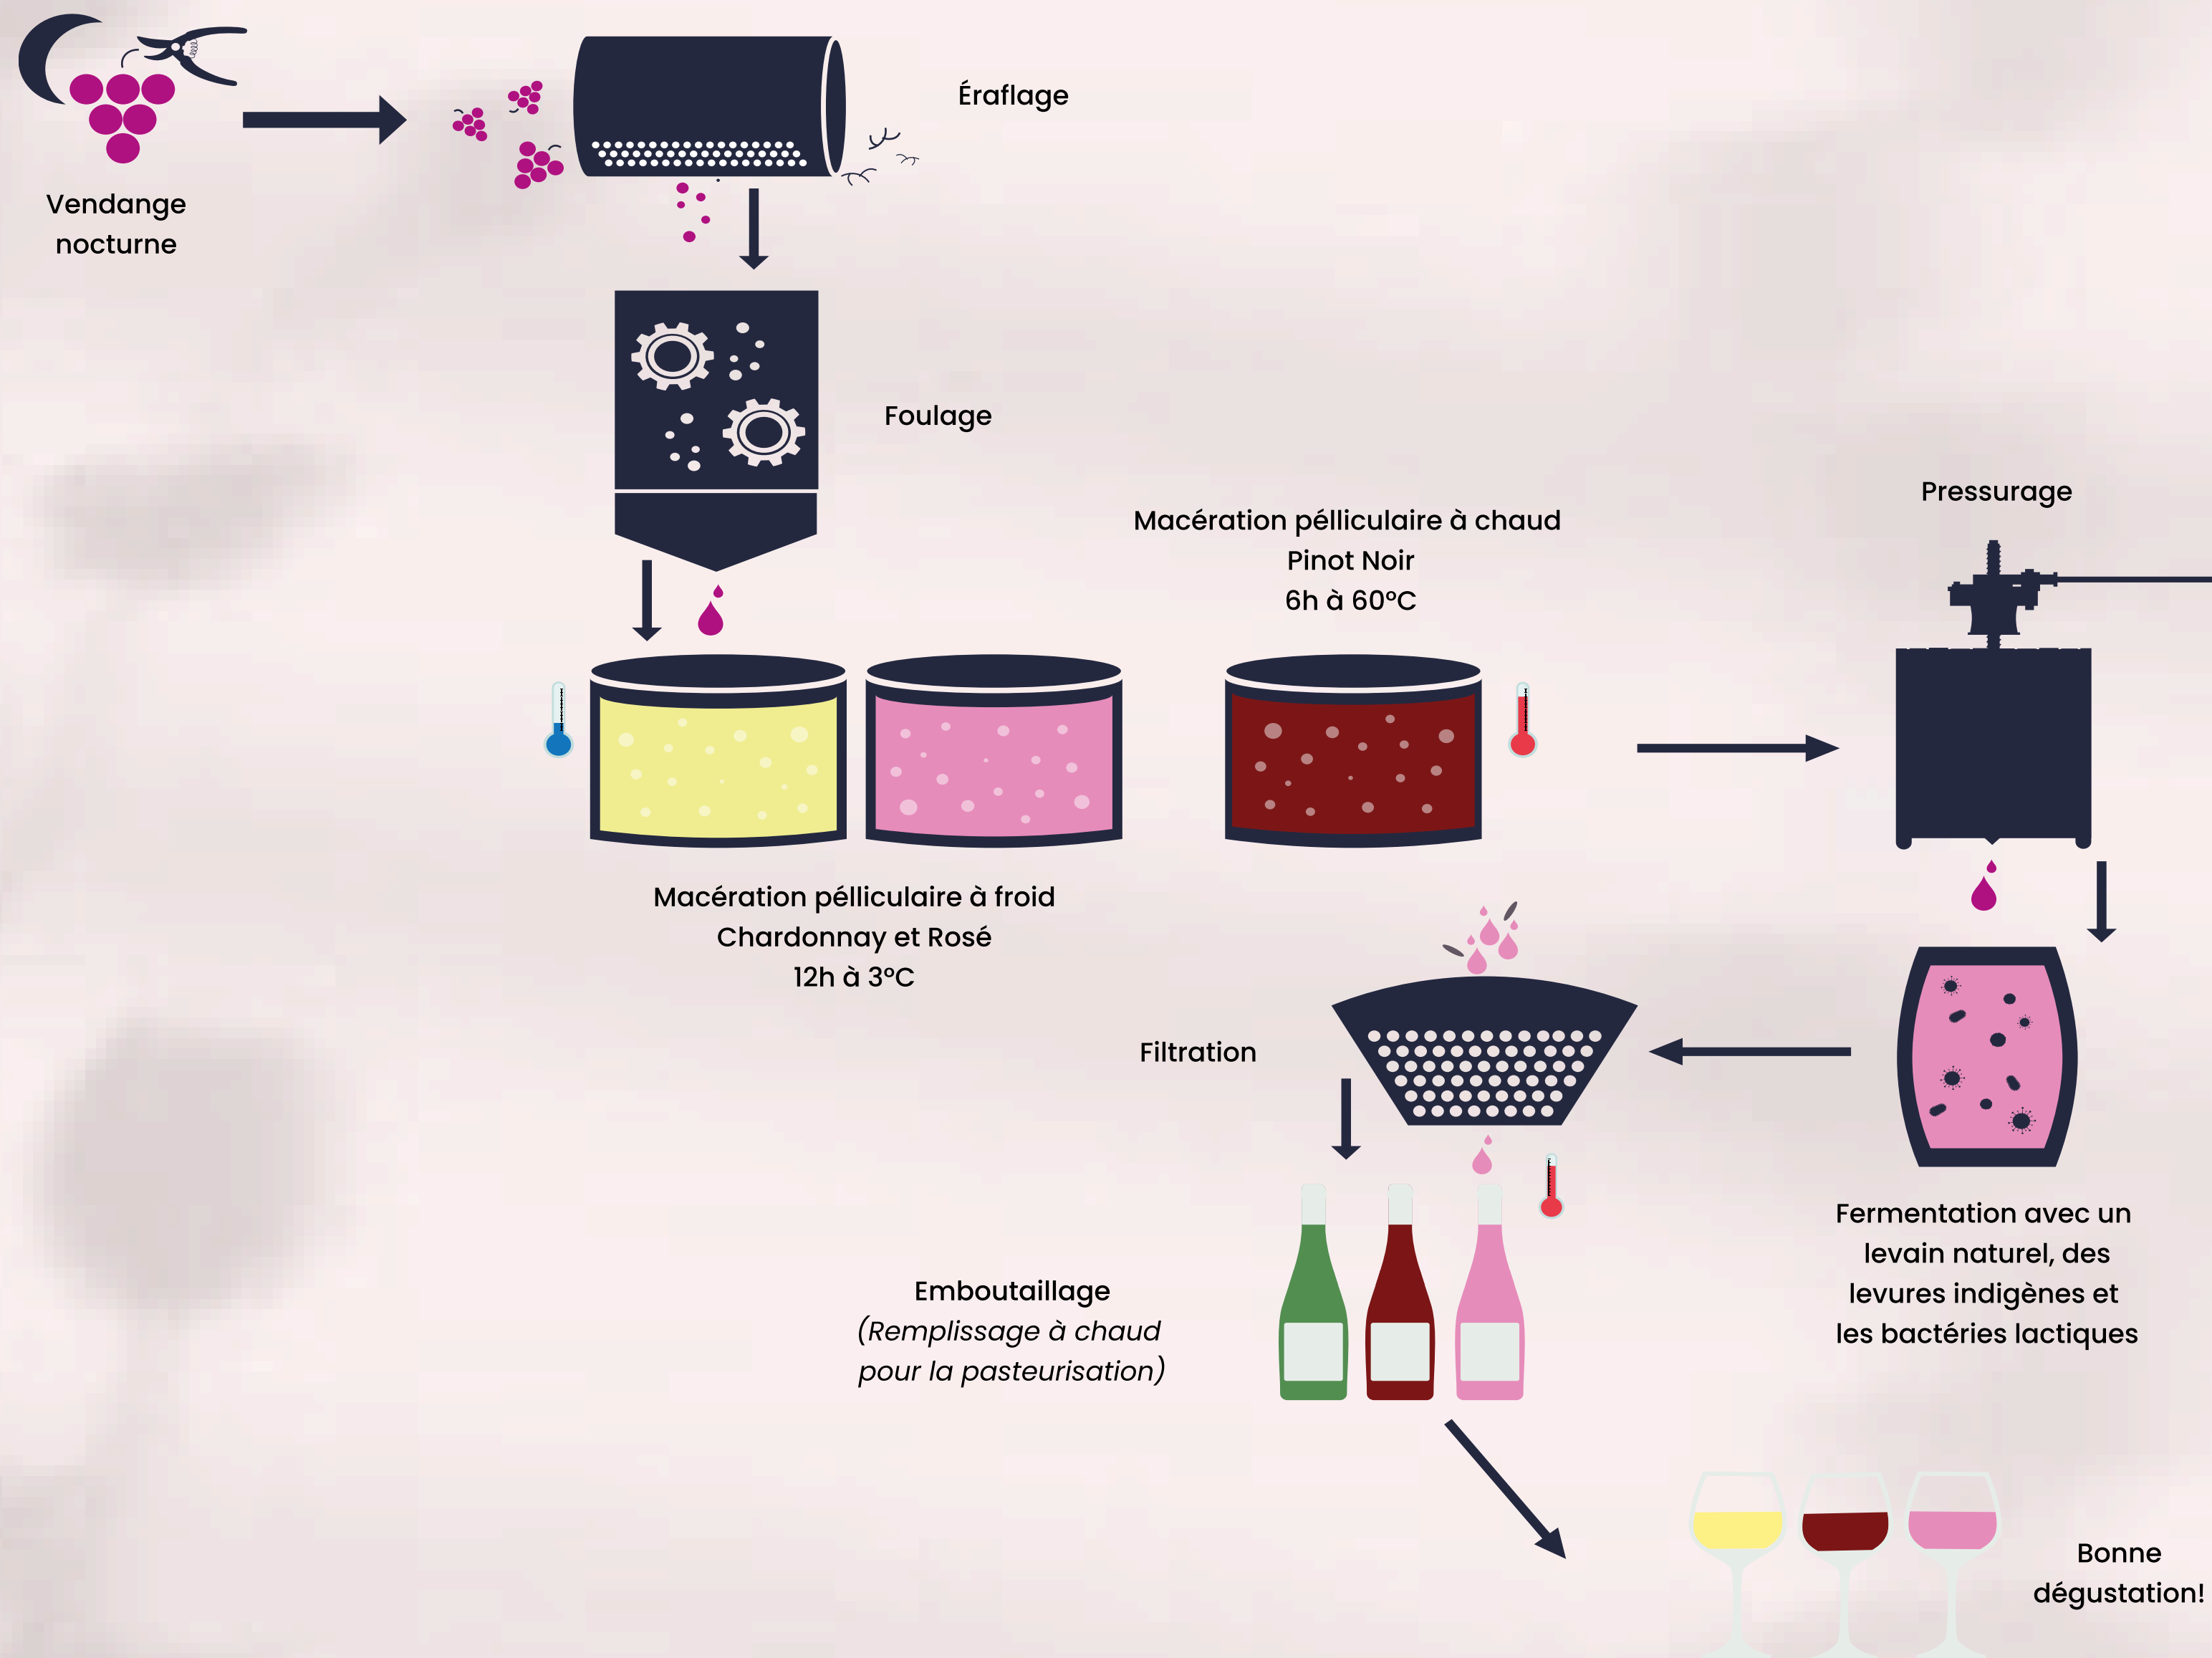 Vendange
nocturne
Éraflage
Foulage
Macération pélliculaire à froid
Chardonnay et Rosé
12h à 3°C
Macération pélliculaire à chaud
Pinot Noir
6h à 60°C
Pressurage
Fermentation avec un
levain naturel, des
levures indigènes et
les bactéries lactiques
Filtration
Emboutaillage
(Remplissage à chaud
pour la pasteurisation)
Bonne
dégustation!